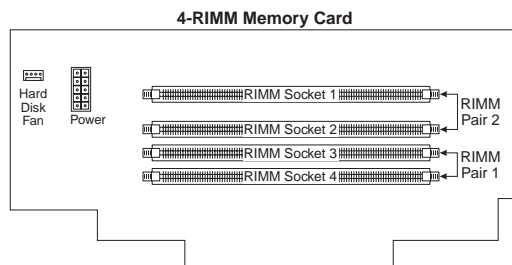 4-RIMM Memory Card
Hard
Disk
Fan
Power
RIMM Socket 1
RIMM Socket 2
RIMM
Pair 2
RIMM Socket 3
RIMM Socket 4
RIMM
Pair 1